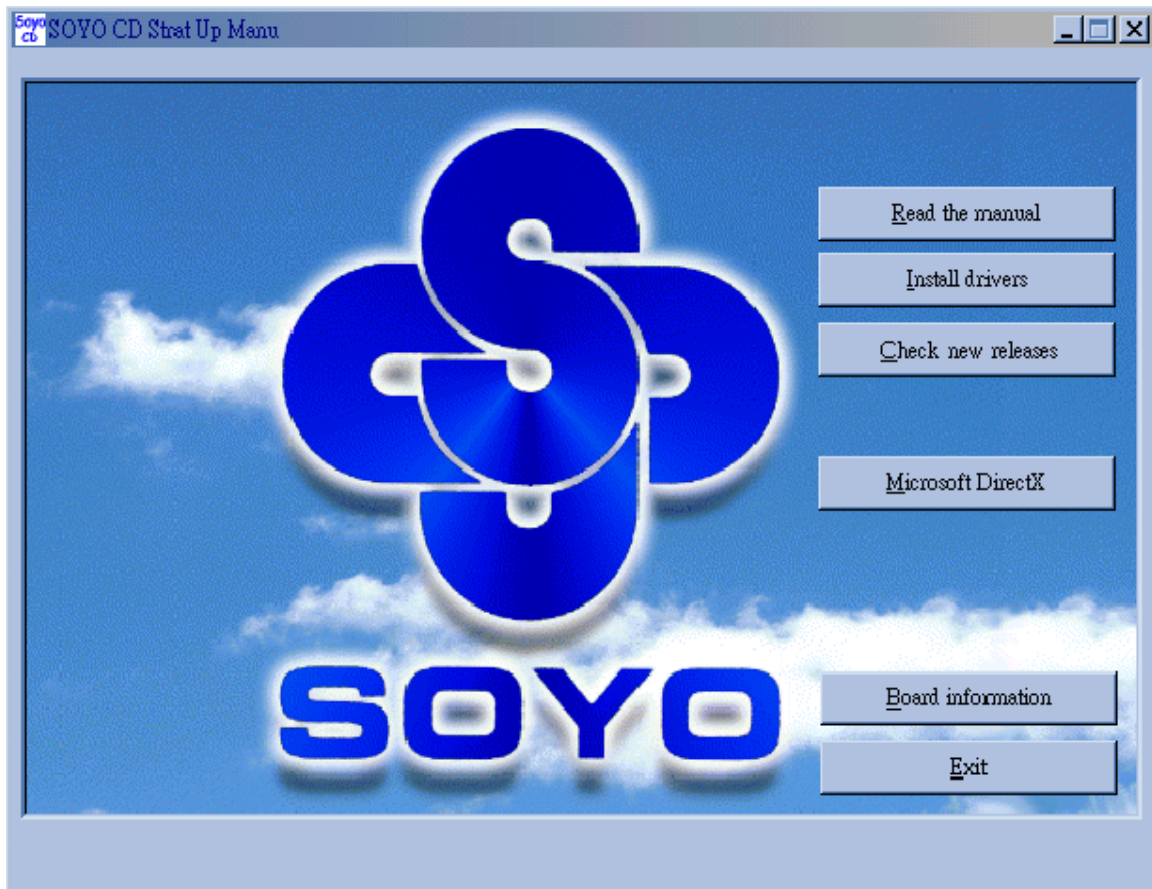 Soyo CD
SOYO CD Strat Up Manu
Read the manual
Install drivers
Check new releases
Microsoft DirectX
SOYO
Board information
Exit